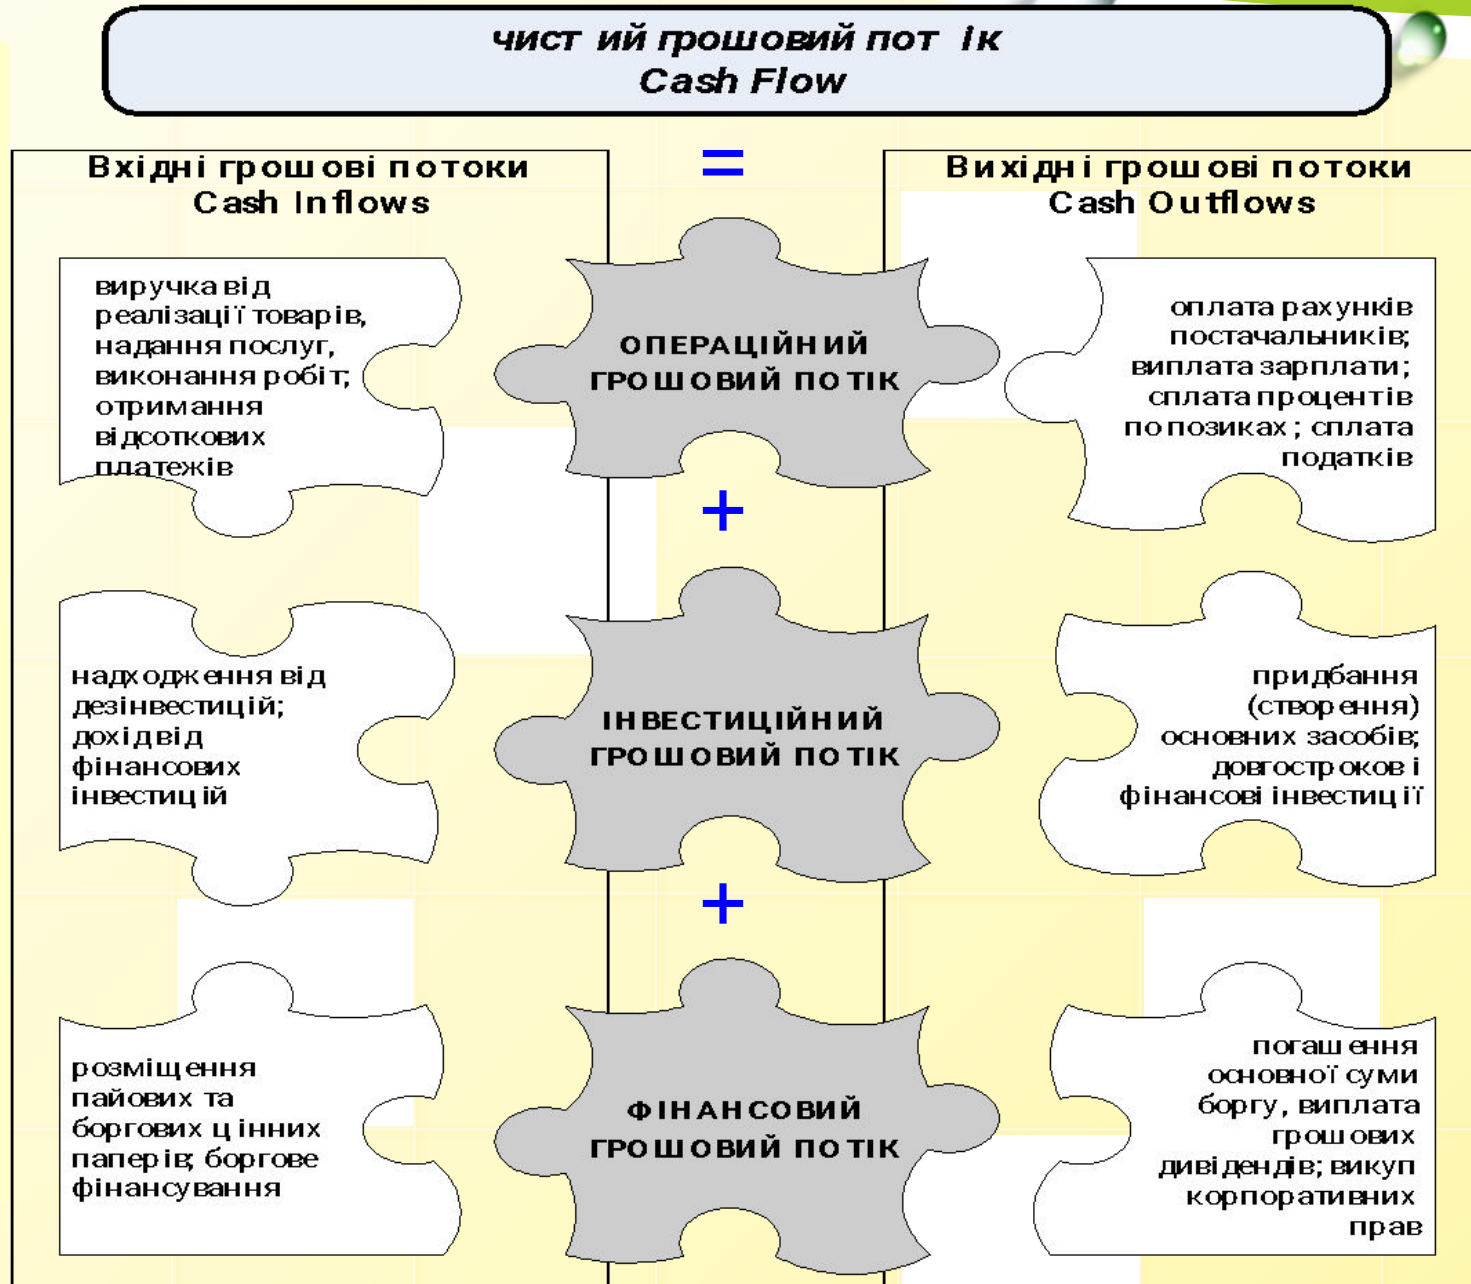 чистий грошовий потік
Cash Flow
Вхідні грошові потоки
Cash Inflows
=
Вихідні грошові потоки
Cash Outflows
виручка від
реалізації товарів,
надання послуг,
виконання робіт;
отримання
відсоткових
платежів
ОПЕРАЦІЙНИЙ
ГРОШОВИЙ ПОТІК
оплата рахунків
постачальників;
виплата зарплати;
сплата процентів
по позиках; сплата
податків
+
надходження від
дезінвестицій;
дохід від
фінансових
інвестицій
ІНВЕСТИЦІЙНИЙ
ГРОШОВИЙ ПОТІК
придбання
(створення)
основних засобів;
довгострокові
фінансові інвестиції
+
розміщення
пайових та
боргових цінних
паперів; боргове
фінансування
ФІНАНСОВИЙ
ГРОШОВИЙ ПОТІК
погашення
основної суми
боргу, виплата
грошових
дивідендів; викуп
корпоративних
прав